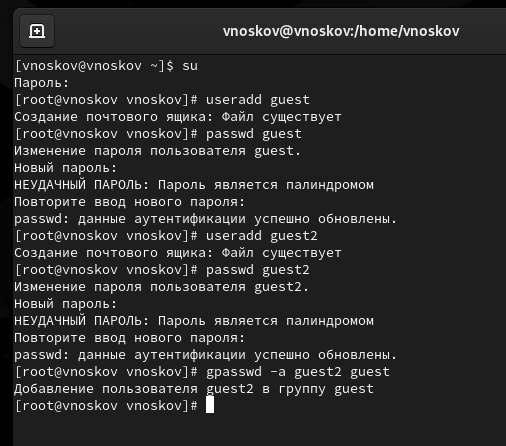 vnoskov@vnoskov:/home/vnoskov
[vnoskov@vnoskov ~]$ su
Пароль:
[root@vnoskov vnoskov]# useradd guest
Создание почтового ящика: Файл существует
[root@vnoskov vnoskov]# passwd guest
Изменение пароля пользователя guest.
Новый пароль:
НЕУДАЧНЫЙ ПАРОЛЬ: Пароль является палиндромом
Повторите ввод нового пароля:
passwd: данные аутентификации успешно обновлены.
[root@vnoskov vnoskov]# useradd guest2
Создание почтового ящика: Файл существует
[root@vnoskov vnoskov]# passwd guest2
Изменение пароля пользователя guest2.
Новый пароль:
НЕУДАЧНЫЙ ПАРОЛЬ: Пароль является палиндромом
Повторите ввод нового пароля:
passwd: данные аутентификации успешно обновлены.
[root@vnoskov vnoskov]# gpasswd -a guest2 guest
Добавление пользователя guest2 в группу guest
[root@vnoskov vnoskov]#